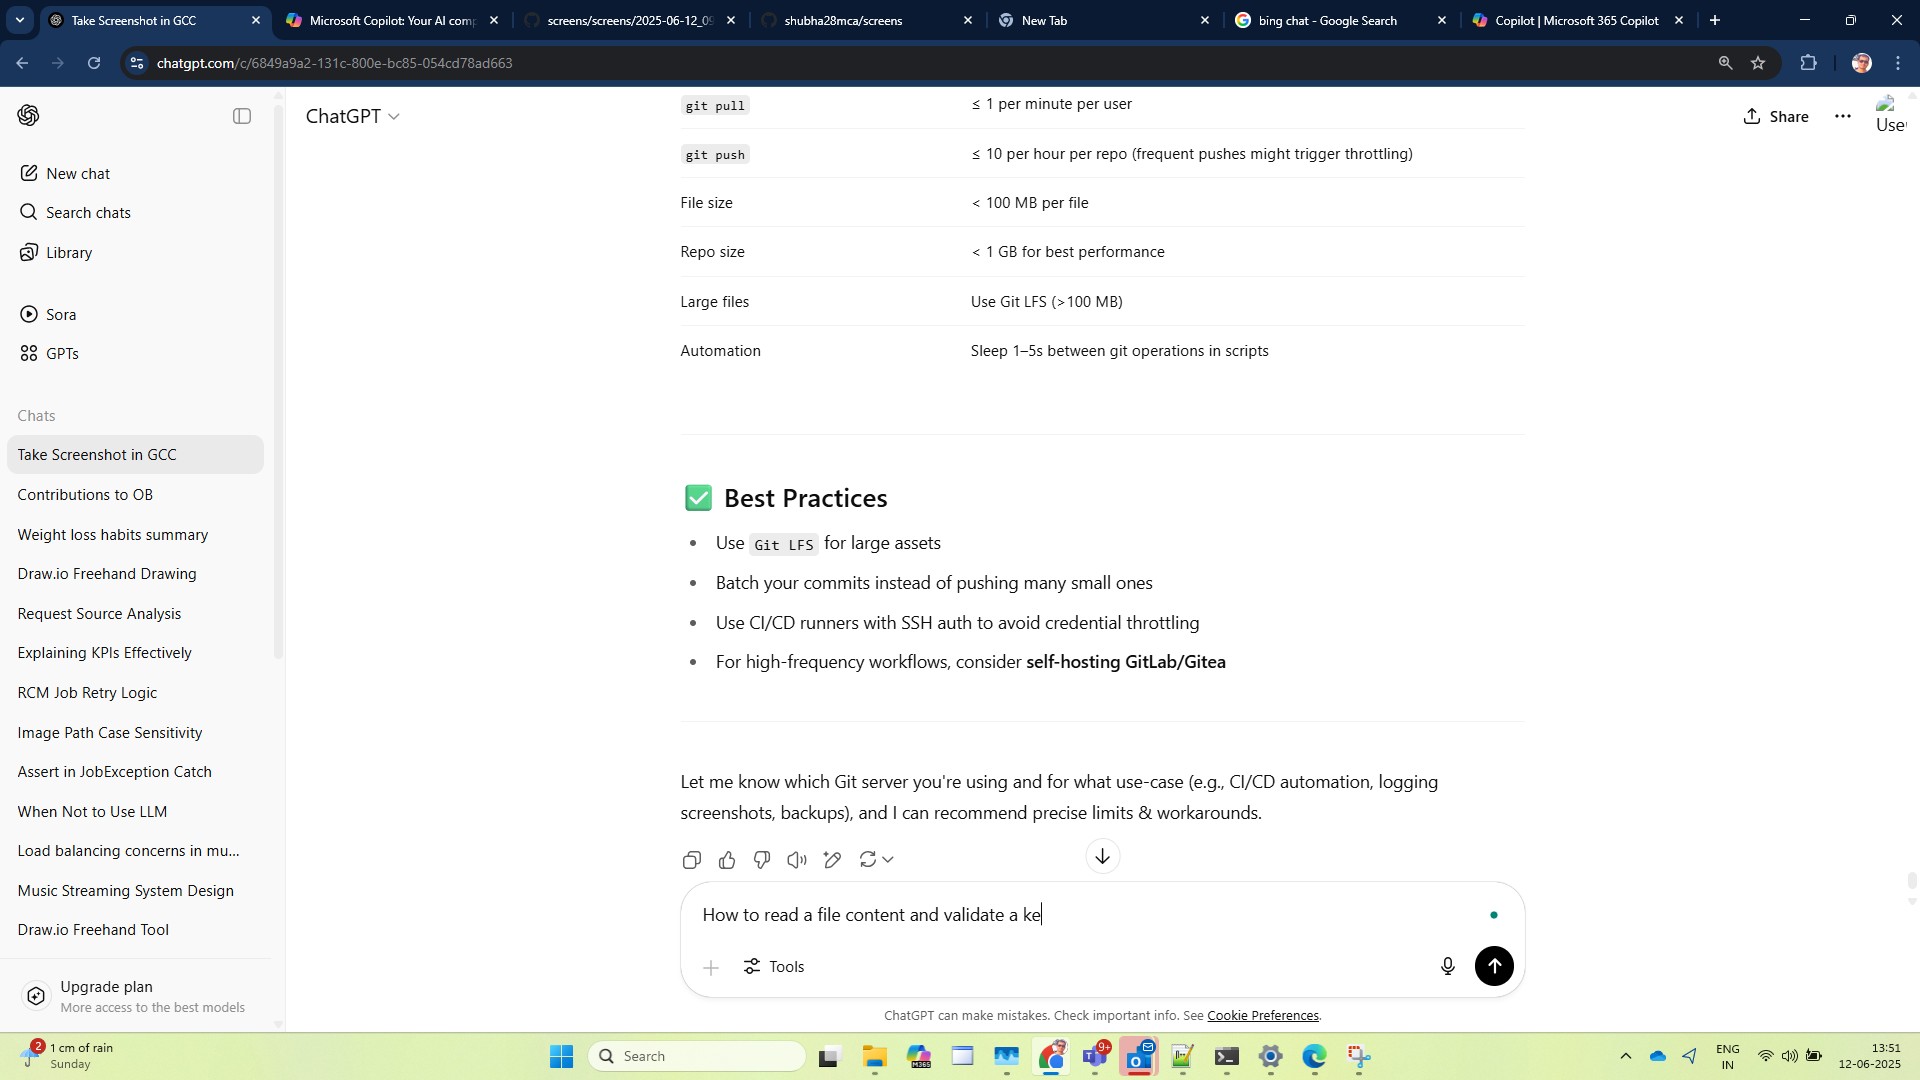 Take Screenshot in GCC
Microsoft Copilot: Your AI com
screens/screens/2025-06-12_09
shubha28mca/screens
New Tab
bing chat - Google Search
Copilot | Microsoft 365 Copilot
chatgpt.com/c/6849a9a2-131c-800e-bc85-054cd78ad663
ChatGPT
Share
User
New chat
Search chats
Library
Sora
GPTs
Chats
Take Screenshot in GCC
Contributions to OB
Weight loss habits summary
Draw.io Freehand Drawing
Request Source Analysis
Explaining KPIs Effectively
RCM Job Retry Logic
Image Path Case Sensitivity
Assert in JobException Catch
When Not to Use LLM
Load balancing concerns in mu...
Music Streaming System Design
Draw.io Freehand Tool
Upgrade plan
More access to the best models
git pull ≤ 1 per minute per user
git push ≤ 10 per hour per repo (frequent pushes might trigger throttling)
File size < 100 MB per file
Repo size < 1 GB for best performance
Large files Use Git LFS (>100 MB)
Automation Sleep 1–5s between git operations in scripts
✅ Best Practices
• Use Git LFS for large assets
• Batch your commits instead of pushing many small ones
• Use CI/CD runners with SSH auth to avoid credential throttling
• For high-frequency workflows, consider self-hosting GitLab/Gitea
Let me know which Git server you're using and for what use-case (e.g., CI/CD automation, logging
screenshots, backups), and I can recommend precise limits & workarounds.
How to read a file content and validate a ke
Tools
ChatGPT can make mistakes. Check important info. See Cookie Preferences.
2
1 cm of rain
Sunday
Search
M365
9+
ENG
IN
13:51
12-06-2025